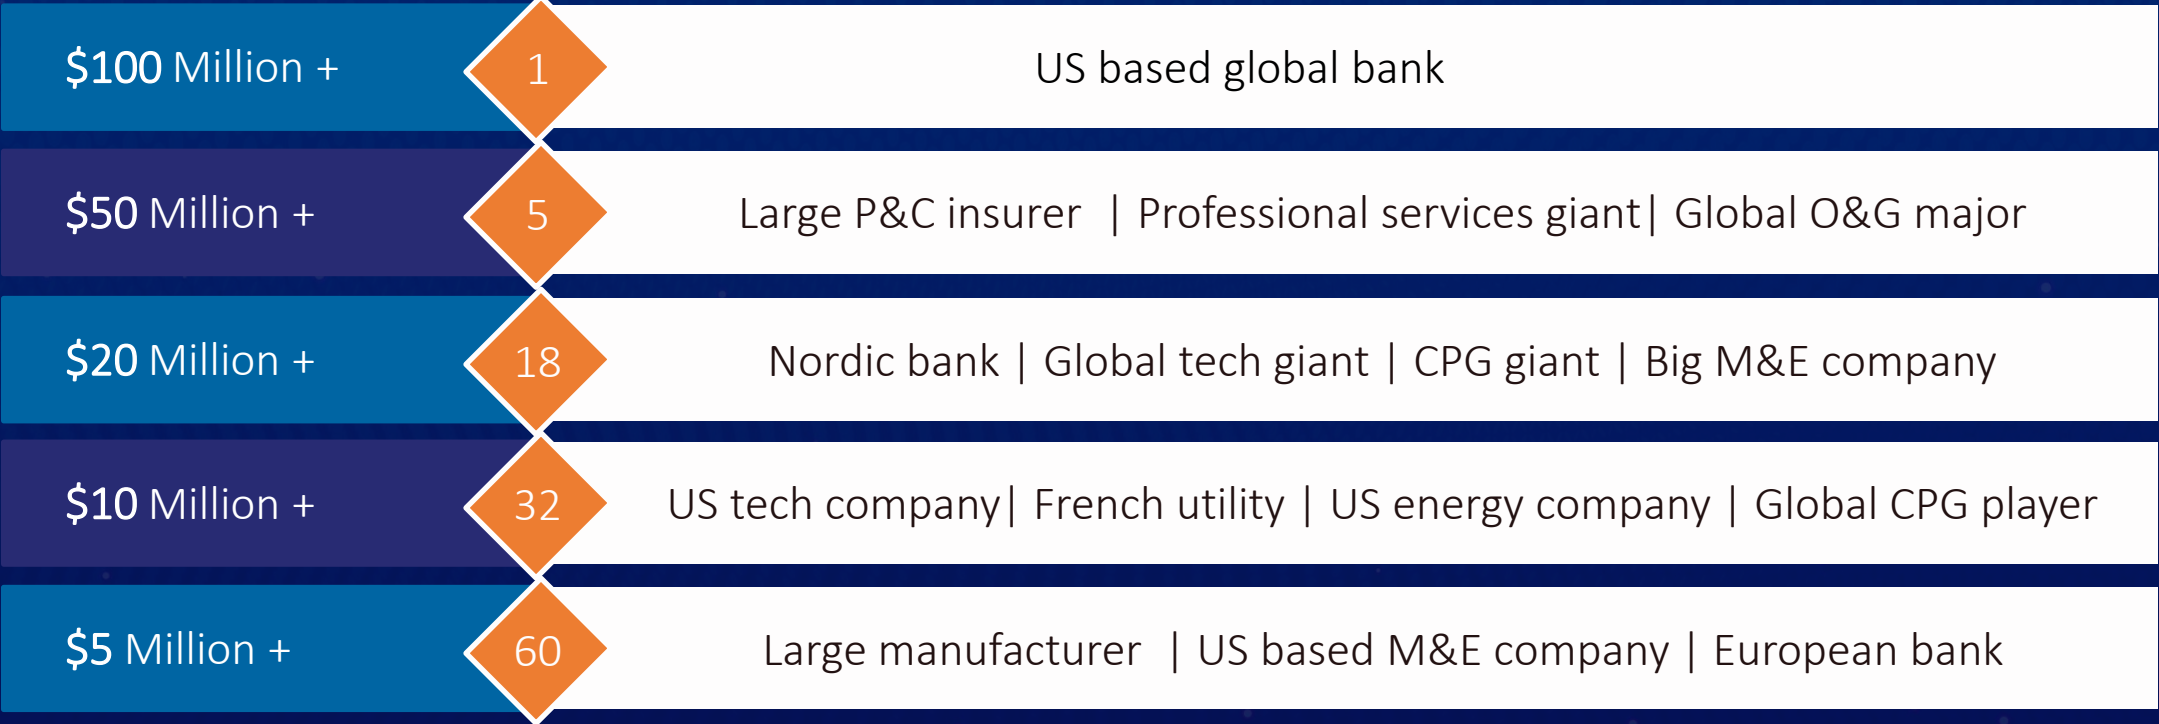 $100 Million + 1 US based global bank
$50 Million + 5 Large P&C insurer | Professional services giant| Global O&G major
$20 Million + 18 Nordic bank | Global tech giant | CPG giant | Big M&E company
$10 Million + 32 US tech company| French utility | US energy company | Global CPG player
$5 Million + 60 Large manufacturer | US based M&E company | European bank